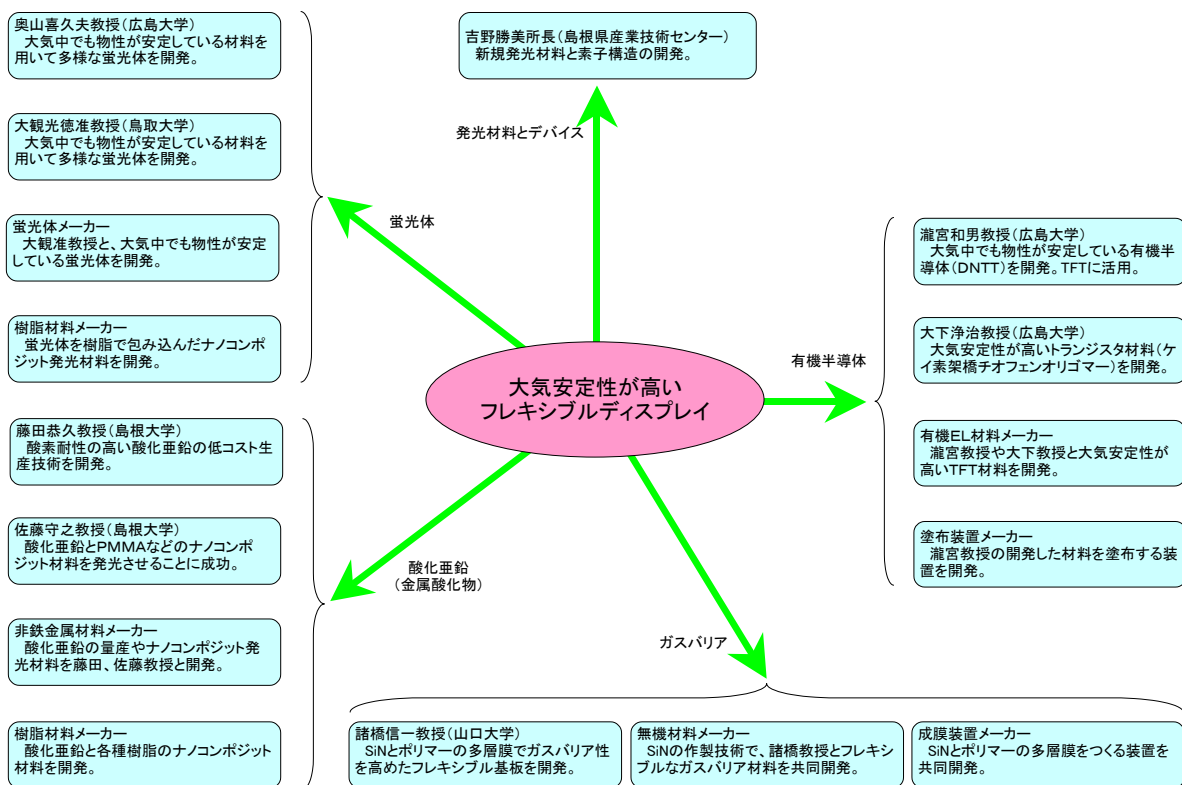 奥山喜久夫教授(広島大学)
大気中でも物性が安定している材料を
用いて多様な蛍光体を開発。
大観光徳准教授(鳥取大学)
大気中でも物性が安定している材料を
用いて多様な蛍光体を開発。
蛍光体メーカー
大観准教授と、大気中でも物性が安定
している蛍光体を開発。
樹脂材料メーカー
蛍光体を樹脂で包み込んだナノコンポ
ジット発光材料を開発。
蛍光体
吉野勝美所長(島根県産業技術センター)
新規発光材料と素子構造の開発。
発光材料とデバイス
大気安定性が高い
フレキシブルディスプレイ
有機半導体
瀧宮和男教授(広島大学)
大気中でも物性が安定している有機半
導体(DNTT)を開発。TFTに活用。
大下浄治教授(広島大学)
大気安定性が高いトランジスタ材料(ケ
イ素架橋チオフェンオリゴマー)を開発。
有機EL材料メーカー
瀧宮教授や大下教授と大気安定性が
高いTFT材料を開発。
塗布装置メーカー
瀧宮教授の開発した材料を塗布する装
置を開発。
藤田恭久教授(島根大学)
酸素耐性の高い酸化亜鉛の低コスト生
産技術を開発。
佐藤守之教授(島根大学)
酸化亜鉛とPMMAなどのナノコンポ
ジット材料を発光させることに成功。
非鉄金属材料メーカー
酸化亜鉛の量産やナノコンポジット発
光材料を藤田、佐藤教授と開発。
樹脂材料メーカー
酸化亜鉛と各種樹脂のナノコンポジット
材料を開発。
酸化亜鉛
(金属酸化物)
ガスバリア
諸橋信一教授(山口大学)
SiNとポリマーの多層膜でガスバリア性
を高めたフレキシブル基板を開発。
無機材料メーカー
SiNの作製技術で、諸橋教授とフレキシ
ブルなガスバリア材料を共同開発。
成膜装置メーカー
SiNとポリマーの多層膜をつくる装置を
共同開発。